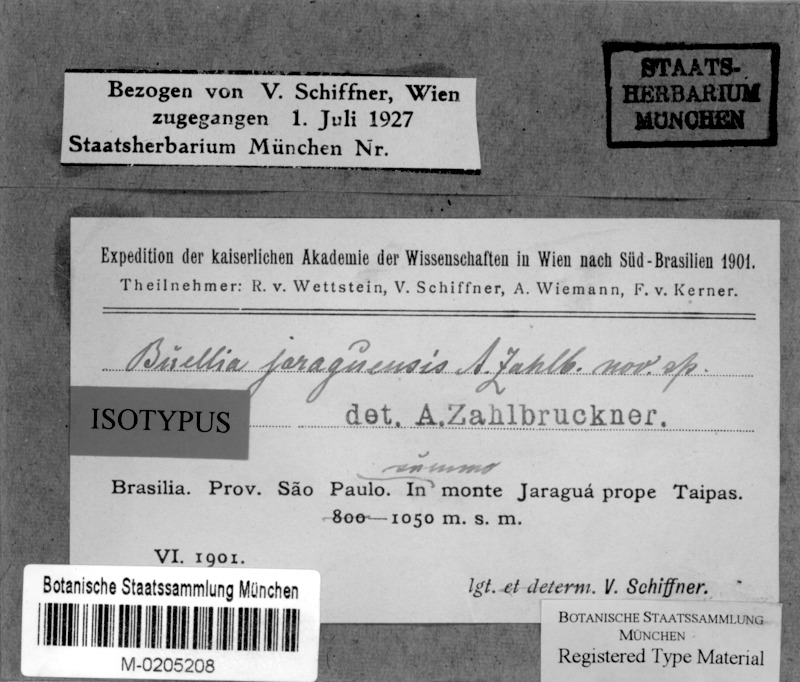 Bezogen von V. Schiffner, Wien
zugegangen 1. Juli 1927
Staatsherbarium München Nr.
STAATS-
HERBARIUM
MÜNCHEN
Expedition der kaiserlichen Akademie der Wissenschaften in Wien nach Süd-Brasilien 1901.
Theilnehmer: R. v. Wettstein, V. Schiffner, A. Wiemann, F. v. Kerner.
Buellia jaraguensis A. Zahlb. nov. sp.
ISOTYPUS
det. A. Zahlbruckner.
summo
Brasilia. Prov. São Paulo. In monte Jaraguá prope Taipas.
800—1050 m. s. m.
VI. 1901.
lgt. et determ. V. Schiffner.
Botanische Staatssammlung München
M-0205208
BOTANISCHE STAATSSAMMLUNG
MÜNCHEN
Registered Type Material